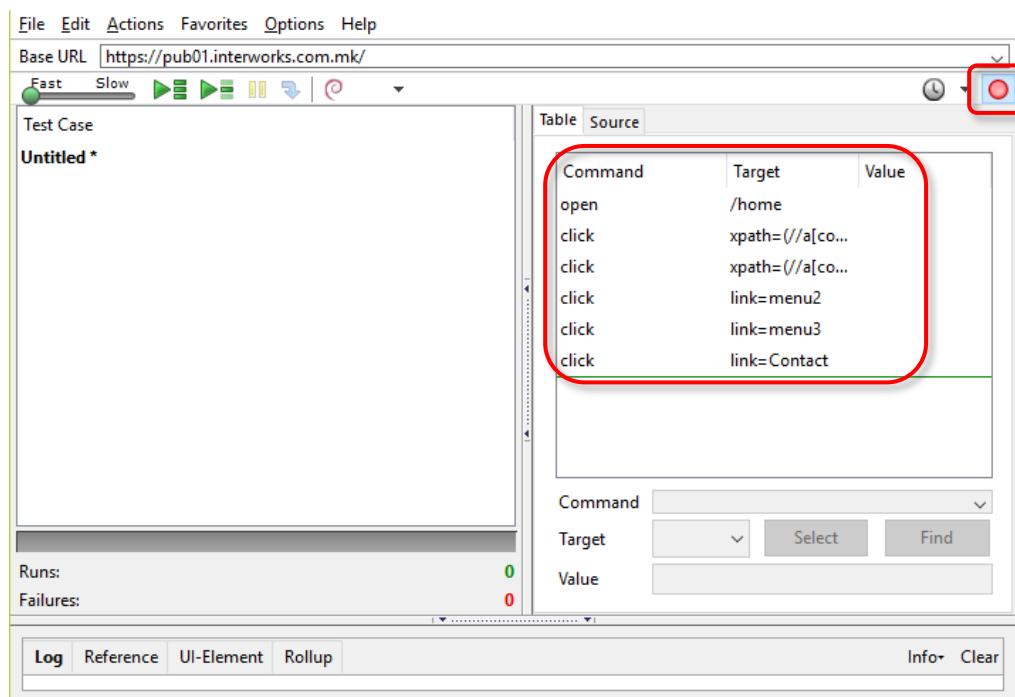 File Edit Actions Favorites Options Help
Base URL https://pub01.interworks.com.mk/
Fast Slow
Test Case
Untitled *
Table Source
Command Target Value
open /home
click xpath=(//a[co...
click xpath=(//a[co...
click link=menu2
click link=menu3
click link=Contact
Command
Target Select Find
Value
Runs: 0
Failures: 0
Log Reference UI-Element Rollup Info Clear